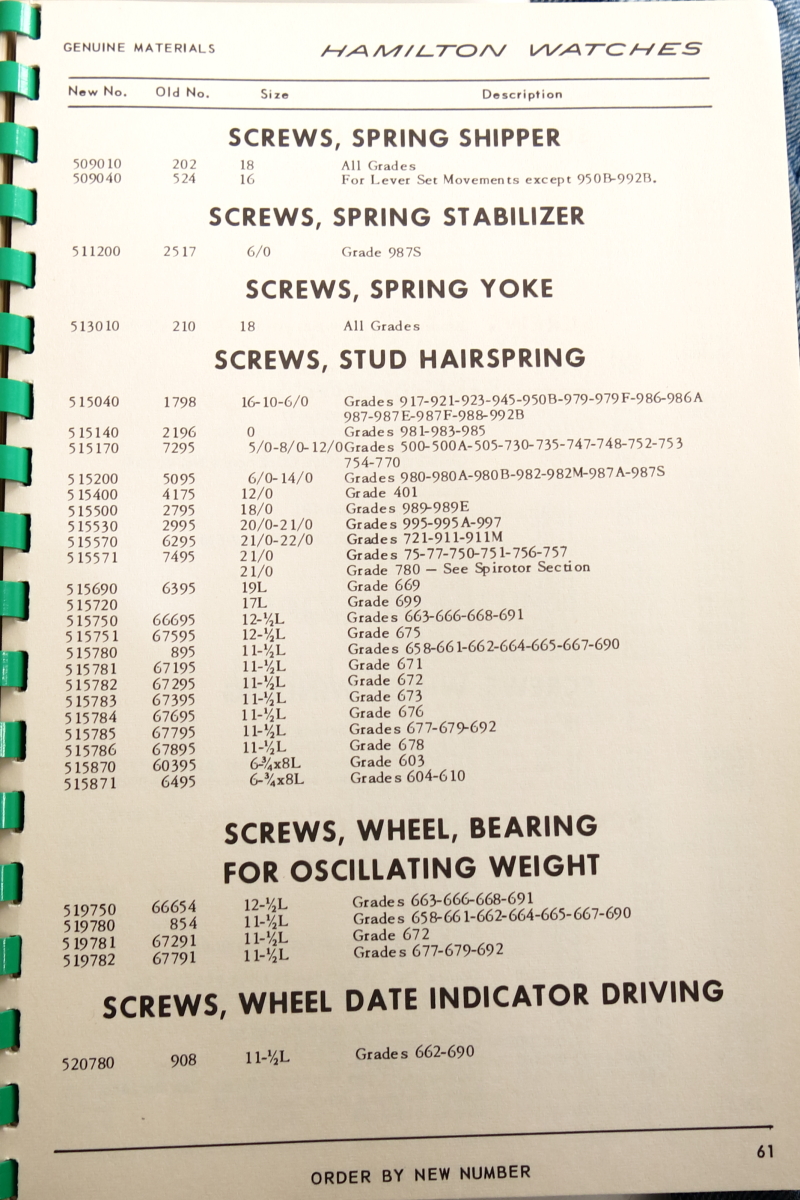 GENUINE MATERIALS HAMILTON WATCHES
New No. Old No. Size Description
SCREWS, SPRING SHIPPER
509010 202 18 All Grades
509040 524 16 For Lever Set Movements except 950B-992B.
SCREWS, SPRING STABILIZER
511200 2517 6/0 Grade 987S
SCREWS, SPRING YOKE
513010 210 18 All Grades
SCREWS, STUD HAIRSPRING
515040 1798 16-10-6/0 Grades 917-921-923-945-950B-979-979F-986-986A
987-987E-987F-988-992B
515140 2196 0 Grades 981-983-985
515170 7295 5/0-8/0-12/0 Grades 500-500A-505-730-735-747-748-752-753
754-770
515200 5095 6/0-14/0 Grades 980-980A-980B-982-982M-987A-987S
515400 4175 12/0 Grade 401
515500 2795 18/0 Grades 989-989E
515530 2995 20/0-21/0 Grades 995-995A-997
515570 6295 21/0-22/0 Grades 721-911-911M
515571 7495 21/0 Grades 75-77-750-751-756-757
21/0 Grade 780 — See Spirotor Section
515690 6395 19L Grade 669
515720 17L Grade 699
515750 66695 12-½L Grades 663-666-668-691
515751 67595 12-½L Grade 675
515780 895 11-½L Grades 658-661-662-664-665-667-690
515781 67195 11-½L Grade 671
515782 67295 11-½L Grade 672
515783 67395 11-½L Grade 673
515784 67695 11-½L Grade 676
515785 67795 11-½L Grades 677-679-692
515786 67895 11-½L Grade 678
515870 60395 6-¾x8L Grade 603
515871 6495 6-¾x8L Grades 604-610
SCREWS, WHEEL, BEARING
FOR OSCILLATING WEIGHT
519750 66654 12-½L Grades 663-666-668-691
519780 854 11-½L Grades 658-661-662-664-665-667-690
519781 67291 11-½L Grade 672
519782 67791 11-½L Grades 677-679-692
SCREWS, WHEEL DATE INDICATOR DRIVING
520780 908 11-½L Grades 662-690
61
ORDER BY NEW NUMBER